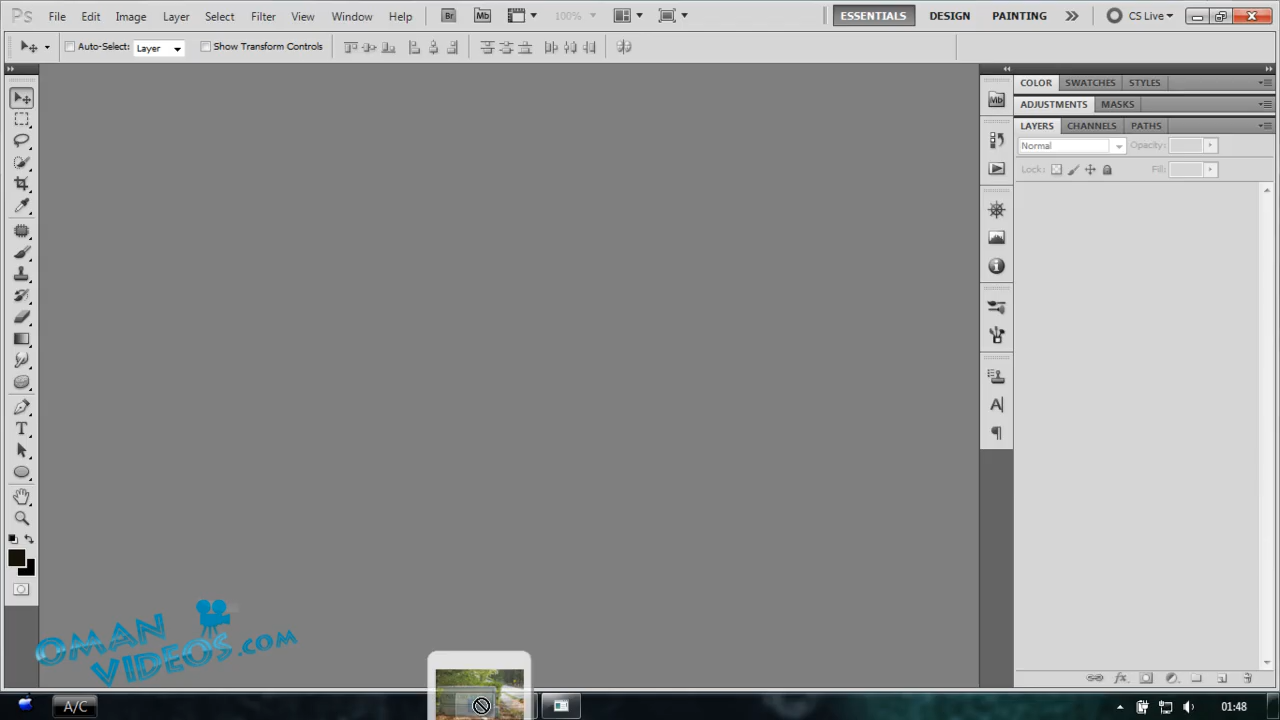 Ps File Edit Image Layer Select Filter View Window Help Br Mb 100% ESSENTIALS DESIGN PAINTING CS Live
Auto-Select: Layer Show Transform Controls
COLOR SWATCHES STYLES
Mb
ADJUSTMENTS MASKS
LAYERS CHANNELS PATHS
Normal Opacity:
Lock: Fill:
T
A
OMAN VIDEOS.COM
A/C 01:48